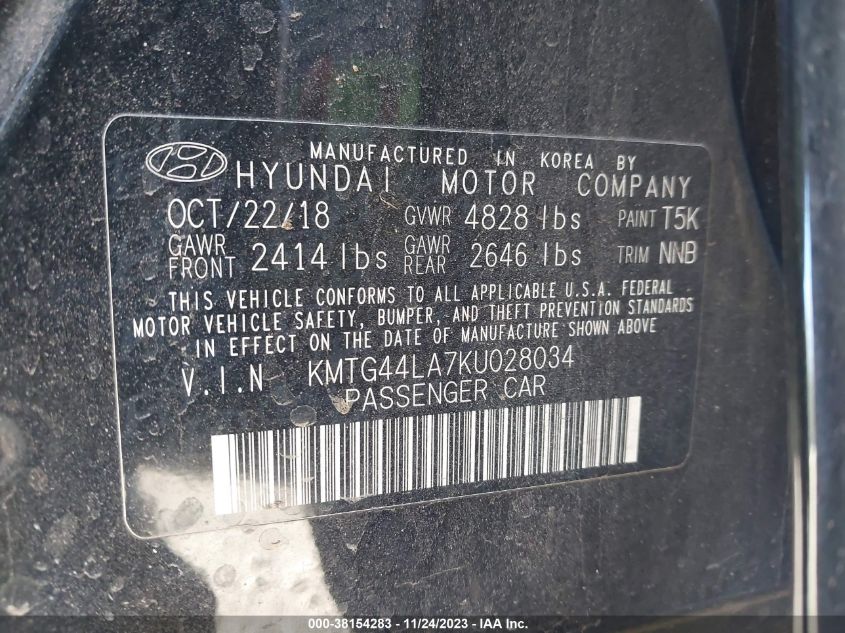 MANUFACTURED IN KOREA BY
HYUNDAI MOTOR COMPANY
OCT/22/18 GVWR 4828 lbs PAINT T5K
GAWR FRONT 2414 lbs GAWR REAR 2646 lbs TRIM NNB
THIS VEHICLE CONFORMS TO ALL APPLICABLE U.S.A. FEDERAL
MOTOR VEHICLE SAFETY, BUMPER, AND THEFT PREVENTION STANDARDS
IN EFFECT ON THE DATE OF MANUFACTURE SHOWN ABOVE
V.I.N KMTG44LA7KU028034
PASSENGER CAR
000-38154283 - 11/24/2023 - IAA Inc.